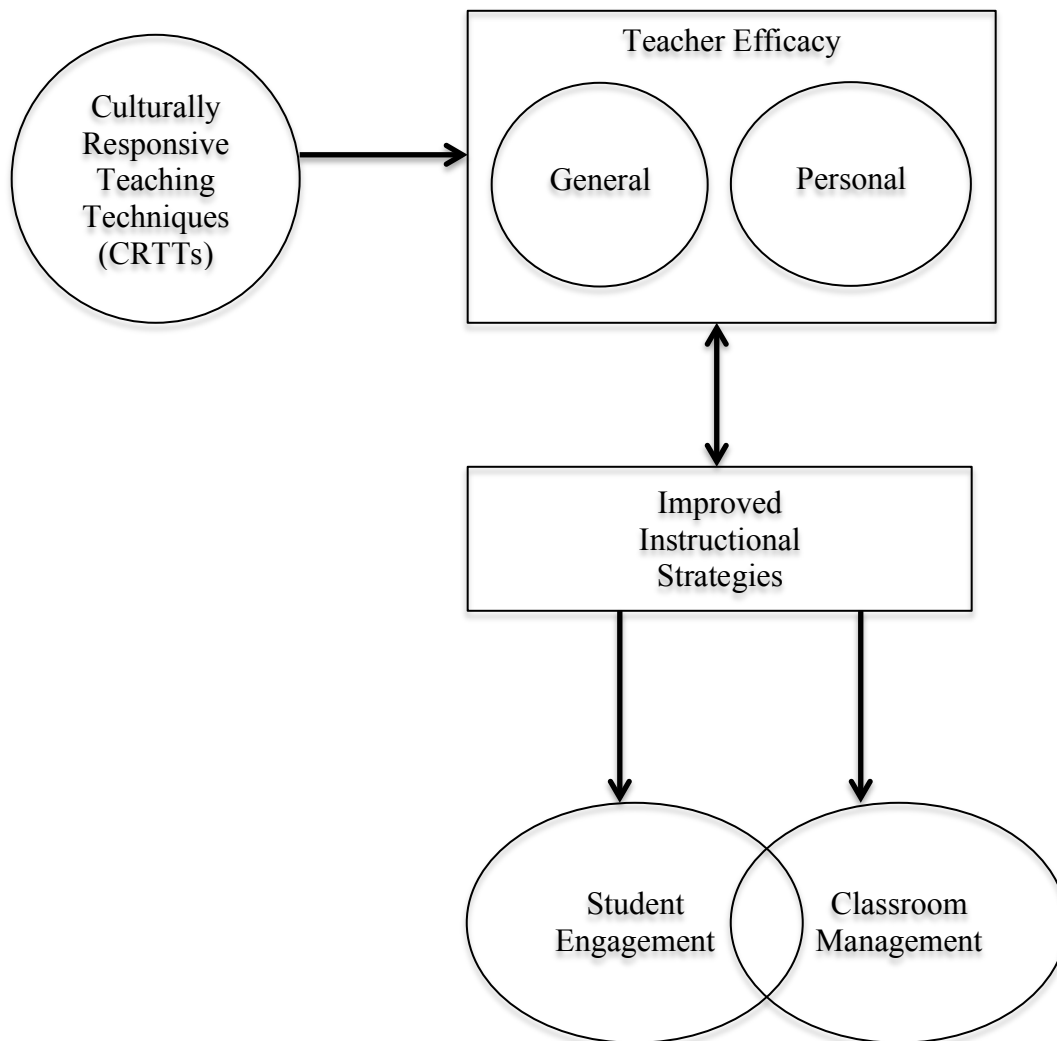 Culturally
Responsive
Teaching
Techniques
(CRTTs)
Teacher Efficacy
General
Personal
Improved
Instructional
Strategies
Student
Engagement
Classroom
Management